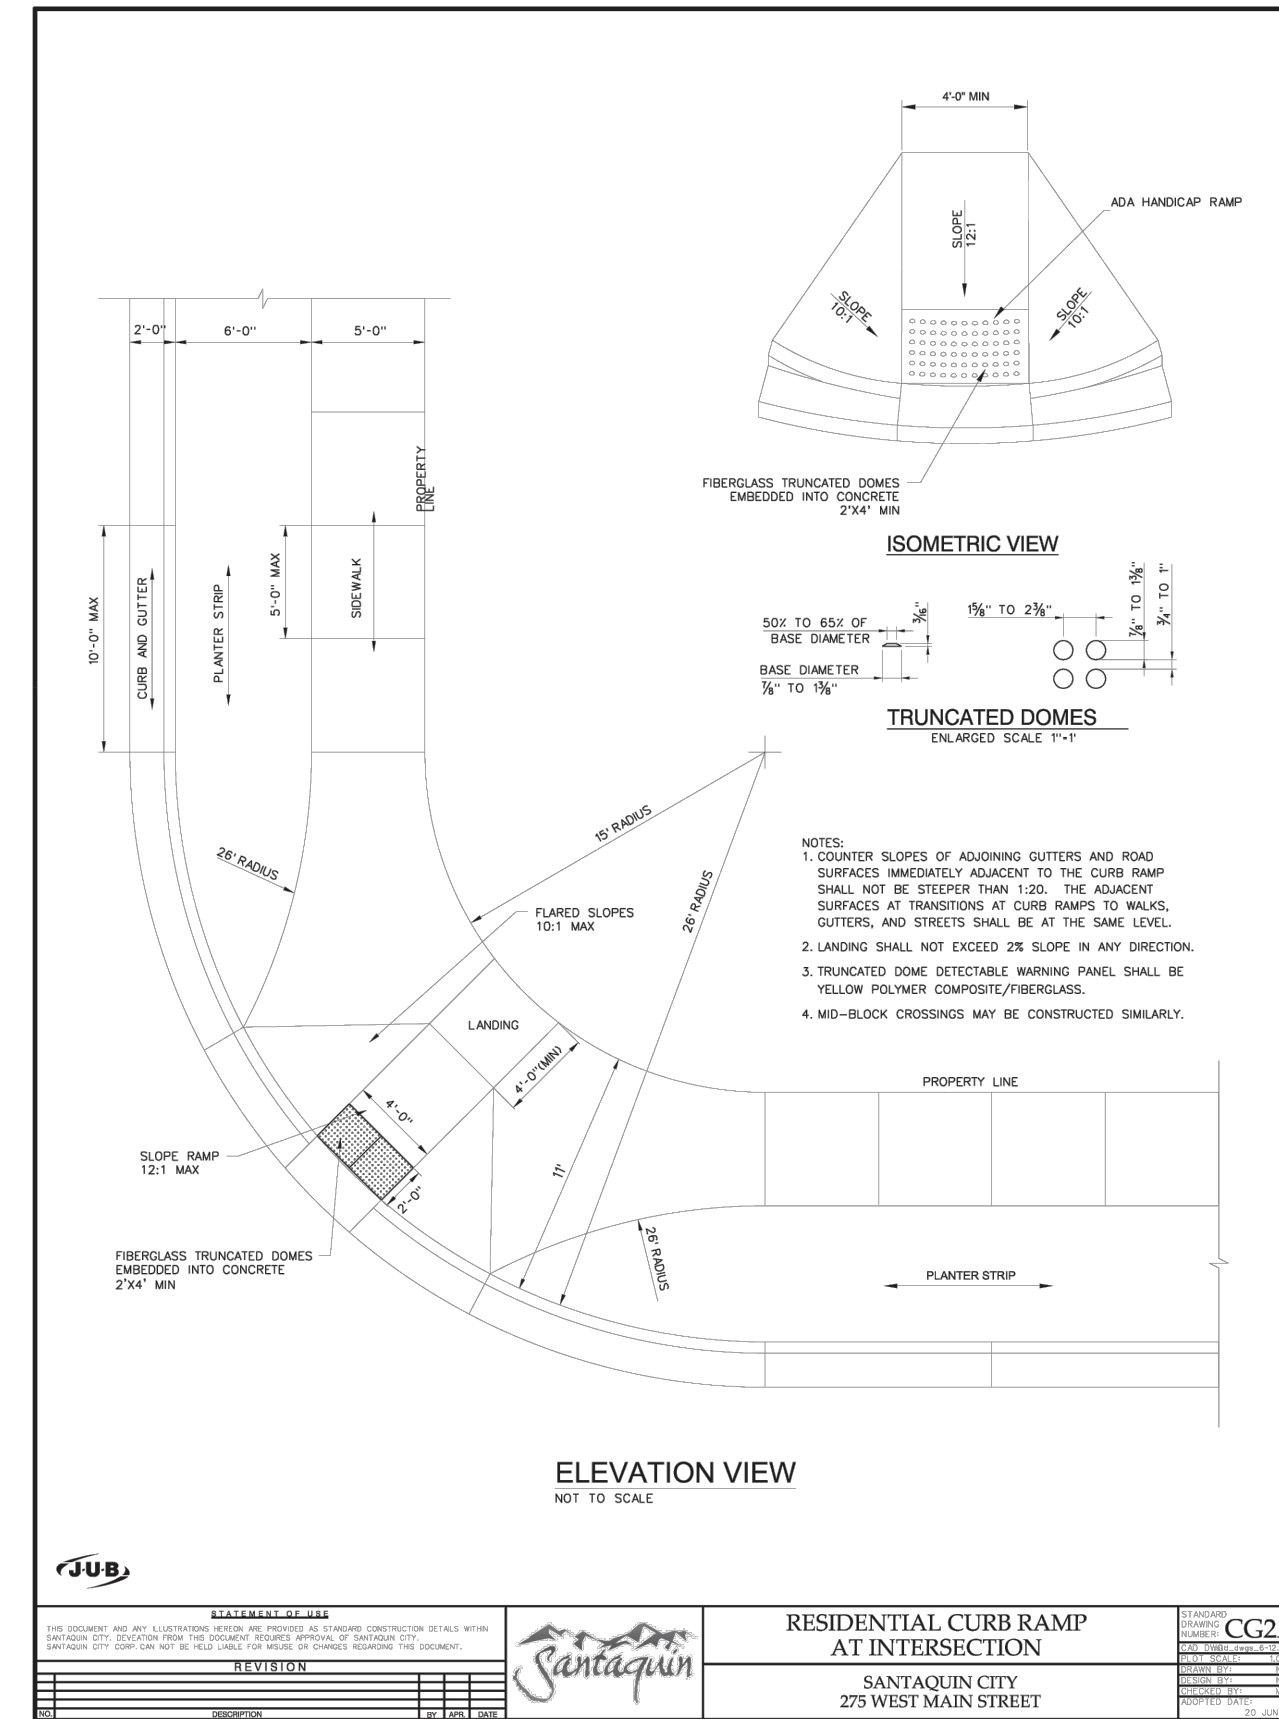 4'-0" MIN
ADA HANDICAP RAMP
SLOPE
12:1
SLOPE
10:1
SLOPE
10:1
2'-0"
6'-0"
5'-0"
PROPERTY
LINE
FIBERGLASS TRUNCATED DOMES
EMBEDDED INTO CONCRETE
2'X4' MIN
ISOMETRIC VIEW
10'-0" MAX
CURB AND GUTTER
PLANTER STRIP
5'-0" MAX
SIDEWALK
50% TO 65% OF
BASE DIAMETER
3/16"
BASE DIAMETER
7/8" TO 1 3/8"
1 5/8" TO 2 3/8"
7/8" TO 1 3/8"
3/4" TO 1"
TRUNCATED DOMES
ENLARGED SCALE 1"-1'
15' RADIUS
26' RADIUS
26' RADIUS
FLARED SLOPES
10:1 MAX
NOTES:
1. COUNTER SLOPES OF ADJOINING GUTTERS AND ROAD
SURFACES IMMEDIATELY ADJACENT TO THE CURB RAMP
SHALL NOT BE STEEPER THAN 1:20. THE ADJACENT
SURFACES AT TRANSITIONS AT CURB RAMPS TO WALKS,
GUTTERS, AND STREETS SHALL BE AT THE SAME LEVEL.
2. LANDING SHALL NOT EXCEED 2% SLOPE IN ANY DIRECTION.
3. TRUNCATED DOME DETECTABLE WARNING PANEL SHALL BE
YELLOW POLYMER COMPOSITE/FIBERGLASS.
4. MID-BLOCK CROSSINGS MAY BE CONSTRUCTED SIMILARLY.
LANDING
4'-0"(MIN)
4'-0"
PROPERTY LINE
SLOPE RAMP
12:1 MAX
11'
2'-0"
FIBERGLASS TRUNCATED DOMES
EMBEDDED INTO CONCRETE
2'X4' MIN
26' RADIUS
PLANTER STRIP
ELEVATION VIEW
NOT TO SCALE
J-U-B
STATEMENT OF USE
THIS DOCUMENT AND ANY ILLUSTRATIONS HEREON ARE PROVIDED AS STANDARD CONSTRUCTION DETAILS WITHIN
SANTAQUIN CITY. DEVEATION FROM THIS DOCUMENT REQUIRES APPROVAL OF SANTAQUIN CITY.
SANTAQUIN CITY CORP. CAN NOT BE HELD LIABLE FOR MISUSE OR CHANGES REGARDING THIS DOCUMENT.
REVISION
NO. DESCRIPTION BY APR. DATE
Santaquin
RESIDENTIAL CURB RAMP
AT INTERSECTION
SANTAQUIN CITY
275 WEST MAIN STREET
STANDARD
DRAWING
NUMBER: CG2
PLOT SCALE:
DRAWN BY:
DESIGN BY:
CHECKED BY:
ADOPTED DATE:
20 JUN